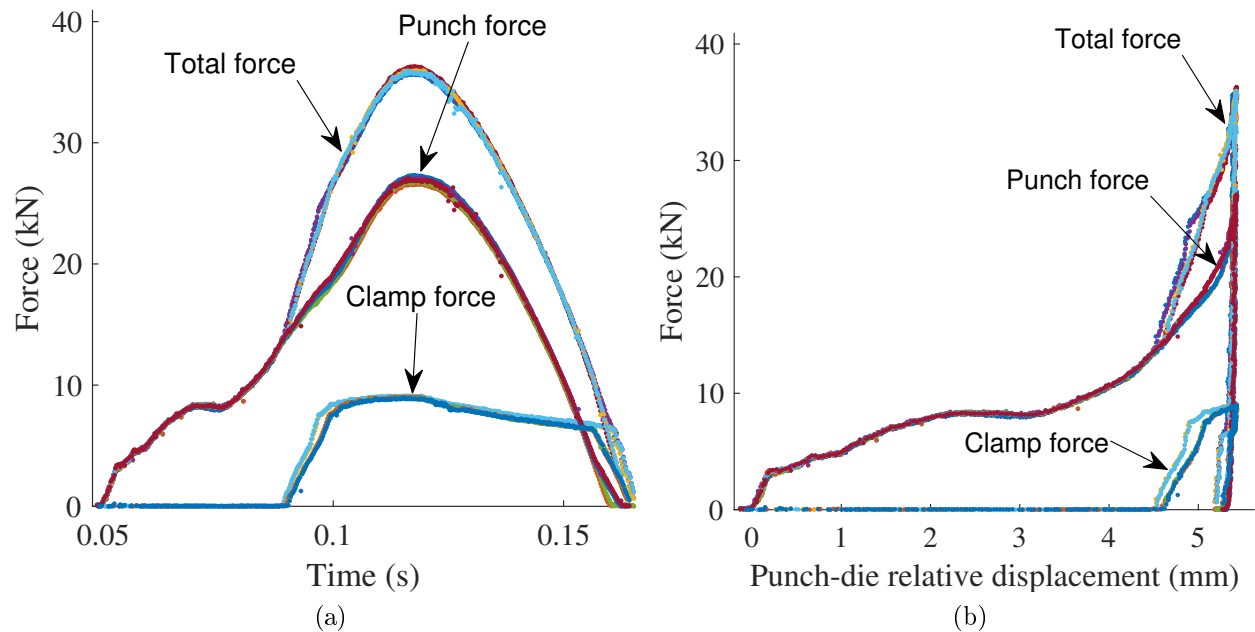 40
30
20
10
0
Force (kN)
0.05
0.1
0.15
Time (s)
Total force
Punch force
Clamp force
(a)
40
30
20
10
0
Force (kN)
0
1
2
3
4
5
Punch-die relative displacement (mm)
Total force
Punch force
Clamp force
(b)